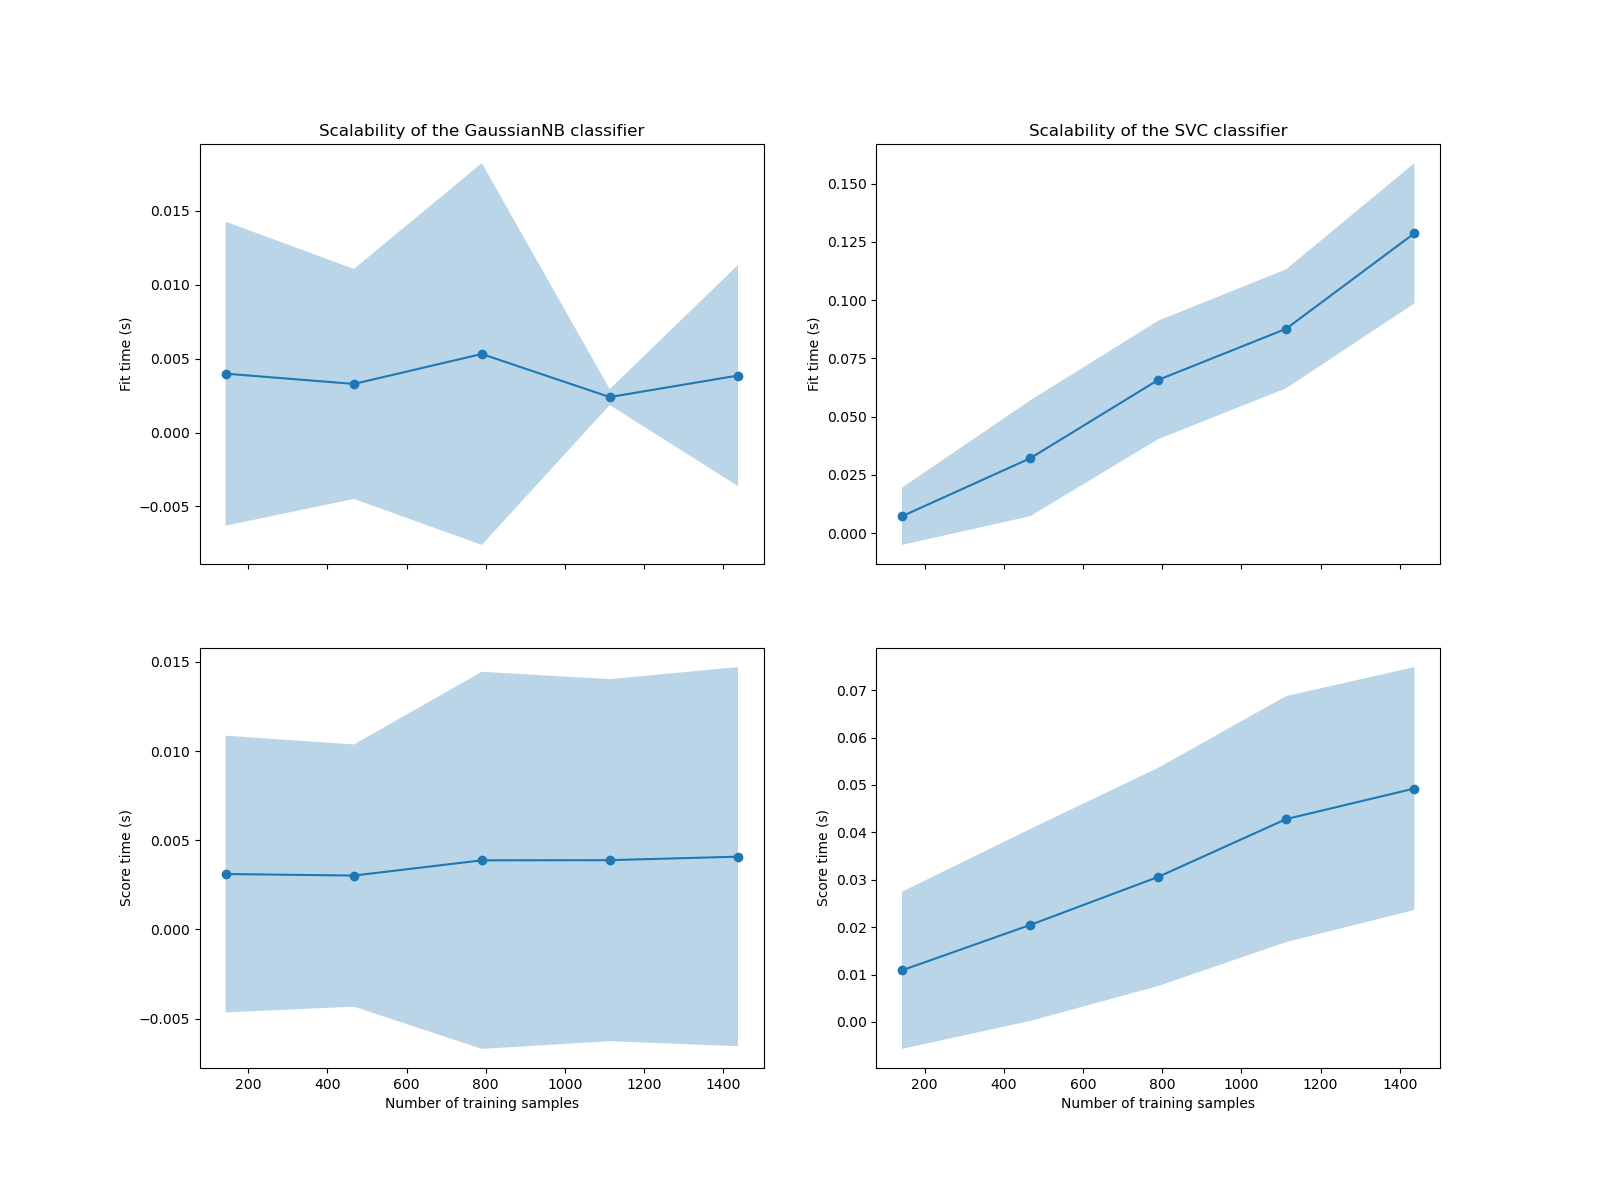 Scalability of the GaussianNB classifier
Fit time (s)
0.015
0.010
0.005
0.000
−0.005
Scalability of the SVC classifier
Fit time (s)
0.150
0.125
0.100
0.075
0.050
0.025
0.000
Score time (s)
0.015
0.010
0.005
0.000
−0.005
200 400 600 800 1000 1200 1400
Number of training samples
Score time (s)
0.07
0.06
0.05
0.04
0.03
0.02
0.01
0.00
200 400 600 800 1000 1200 1400
Number of training samples